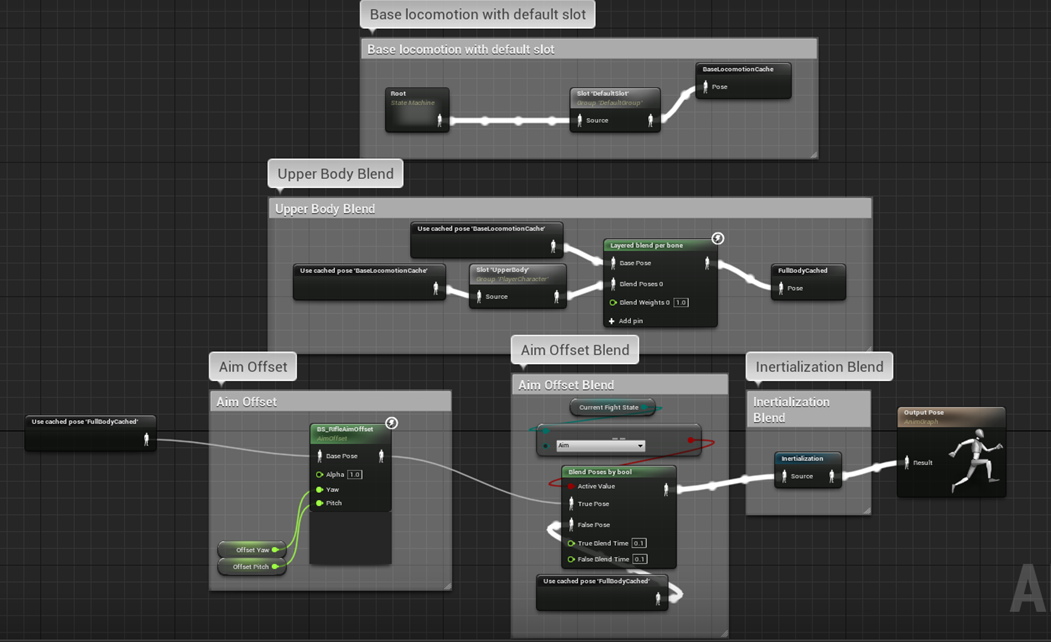 Base locomotion with default slot
Base locomotion with default slot
BaseLocomotionCache
Pose
Root
State Machine
Slot 'DefaultSlot'
Group 'DefaultGroup'
Source
Upper Body Blend
Upper Body Blend
Use cached pose 'BaseLocomotionCache'
Use cached pose 'BaseLocomotionCache'
Slot 'UpperBody'
Group 'PlayerCharacter'
Source
Layered blend per bone
Base Pose
Blend Poses 0
Blend Weights 0 1.0
Add pin
FullBodyCached
Pose
Aim Offset
Aim Offset
Use cached pose 'FullBodyCached'
BS_RifleAimOffset
AimOffset
Base Pose
Alpha 1.0
Yaw
Pitch
Offset Yaw
Offset Pitch
Aim Offset Blend
Aim Offset Blend
Current Fight State
==
Aim
Blend Poses by bool
Active Value
True Pose
False Pose
True Blend Time 0.1
False Blend Time 0.1
Use cached pose 'FullBodyCached'
Inertialization Blend
Inertialization
Blend
Inertialization
Source
Output Pose
AnimGraph
Result
A